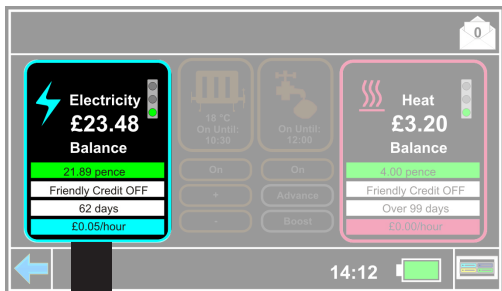 0
Electricity
£23.48
Balance
21.89 pence
Friendly Credit OFF
62 days
£0.05/hour
18 °C
On Until:
10:30
On
+
-
On Until:
12:00
On
Advance
Boost
Heat
£3.20
Balance
4.00 pence
Friendly Credit OFF
Over 99 days
£0.00/hour
14:12